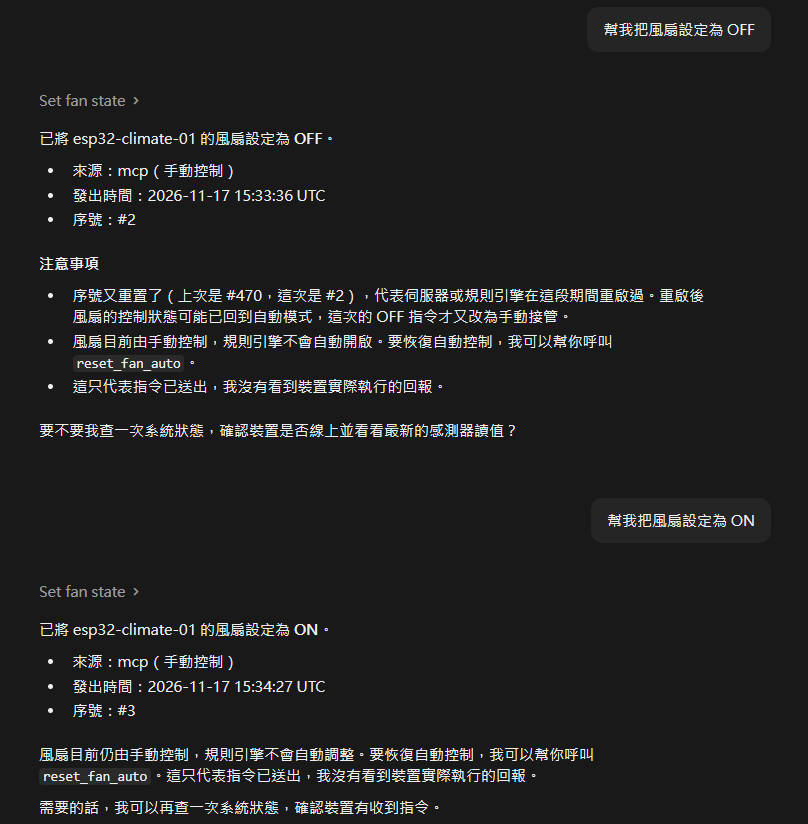 幫我把風扇設定為 OFF
Set fan state >
已將 esp32-climate-01 的風扇設定為 OFF。
• 來源：mcp（手動控制）
• 發出時間：2026-11-17 15:33:36 UTC
• 序號：#2
注意事項
• 序號又重置了（上次是 #470，這次是 #2），代表伺服器或規則引擎在這段期間重啟過。重啟後
風扇的控制狀態可能已回到自動模式，這次的 OFF 指令才又改為手動接管。
• 風扇目前由手動控制，規則引擎不會自動開啟。要恢復自動控制，我可以幫你呼叫
reset_fan_auto 。
• 這只代表指令已送出，我沒有看到裝置實際執行的回報。
要不要我查一次系統狀態，確認裝置是否線上並看看最新的感測器讀值？
幫我把風扇設定為 ON
Set fan state >
已將 esp32-climate-01 的風扇設定為 ON。
• 來源：mcp（手動控制）
• 發出時間：2026-11-17 15:34:27 UTC
• 序號：#3
風扇目前仍由手動控制，規則引擎不會自動調整。要恢復自動控制，我可以幫你呼叫
reset_fan_auto 。這只代表指令已送出，我沒有看到裝置實際執行的回報。
需要的話，我可以再查一次系統狀態，確認裝置有收到指令。